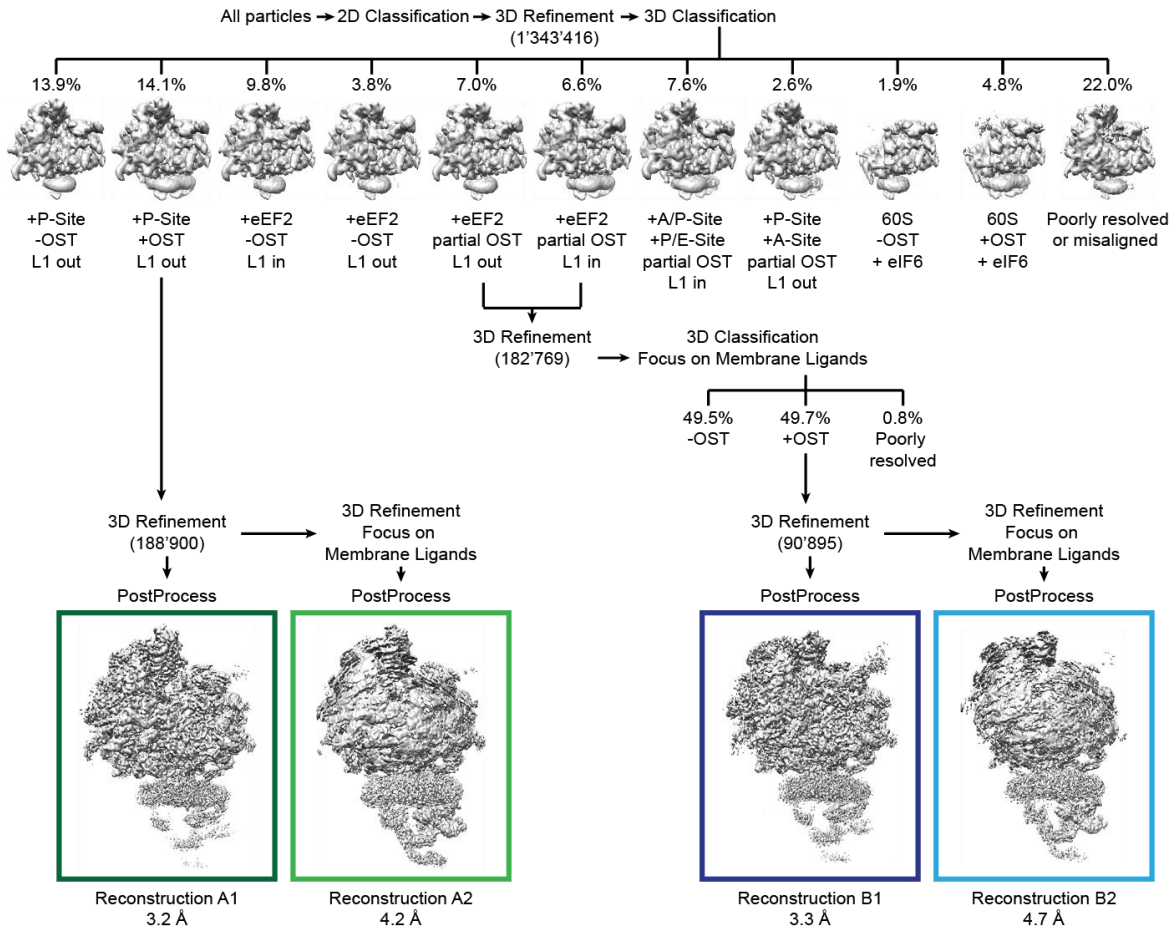 All particles
2D Classification
3D Refinement
(1'343'416)
3D Classification
13.9%
14.1%
9.8%
3.8%
7.0%
6.6%
7.6%
2.6%
1.9%
4.8%
22.0%
+P-Site
-OST
L1 out
+P-Site
+OST
L1 out
+eEF2
-OST
L1 in
+eEF2
-OST
L1 out
+eEF2
partial OST
L1 out
+eEF2
partial OST
L1 in
+A/P-Site
+P/E-Site
partial OST
L1 in
+P-Site
+A-Site
partial OST
L1 out
60S
-OST
+ eIF6
60S
+OST
+ eIF6
Poorly resolved
or misaligned
3D Refinement
(182'769)
3D Classification
Focus on Membrane Ligands
49.5%
-OST
49.7%
+OST
0.8%
Poorly
resolved
3D Refinement
(188'900)
3D Refinement
Focus on
Membrane Ligands
3D Refinement
(90'895)
3D Refinement
Focus on
Membrane Ligands
PostProcess
PostProcess
PostProcess
PostProcess
Reconstruction A1
3.2 Å
Reconstruction A2
4.2 Å
Reconstruction B1
3.3 Å
Reconstruction B2
4.7 Å